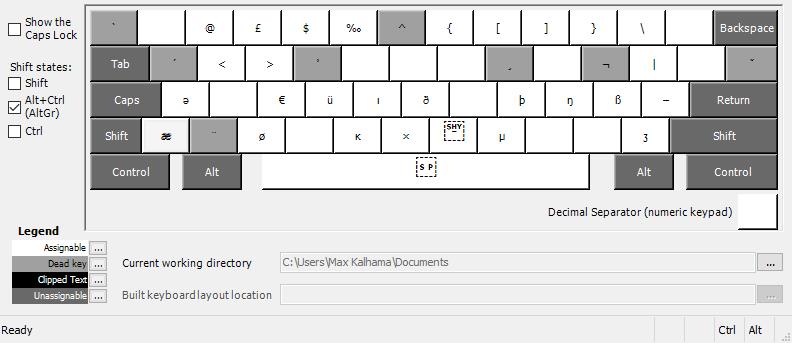 Show the
Caps Lock
Shift states:
Shift
Alt+Ctrl
(AltGr)
Ctrl
` @ £ $ ‰ ^ { [ ] } \ Backspace
Tab ´ < > ° ¸ ¬ | ˇ
Caps ə € ü ı ð þ ŋ ß – Return
Shift æ ¨ ø ĸ × SHY µ ʒ Shift
Control Alt SP Alt Control
Decimal Separator (numeric keypad)
Legend
Assignable ...
Dead key ...
Clipped Text ...
Unassignable ...
Current working directory C:\Users\Max Kalhama\Documents ...
Built keyboard layout location ...
Ready Ctrl Alt